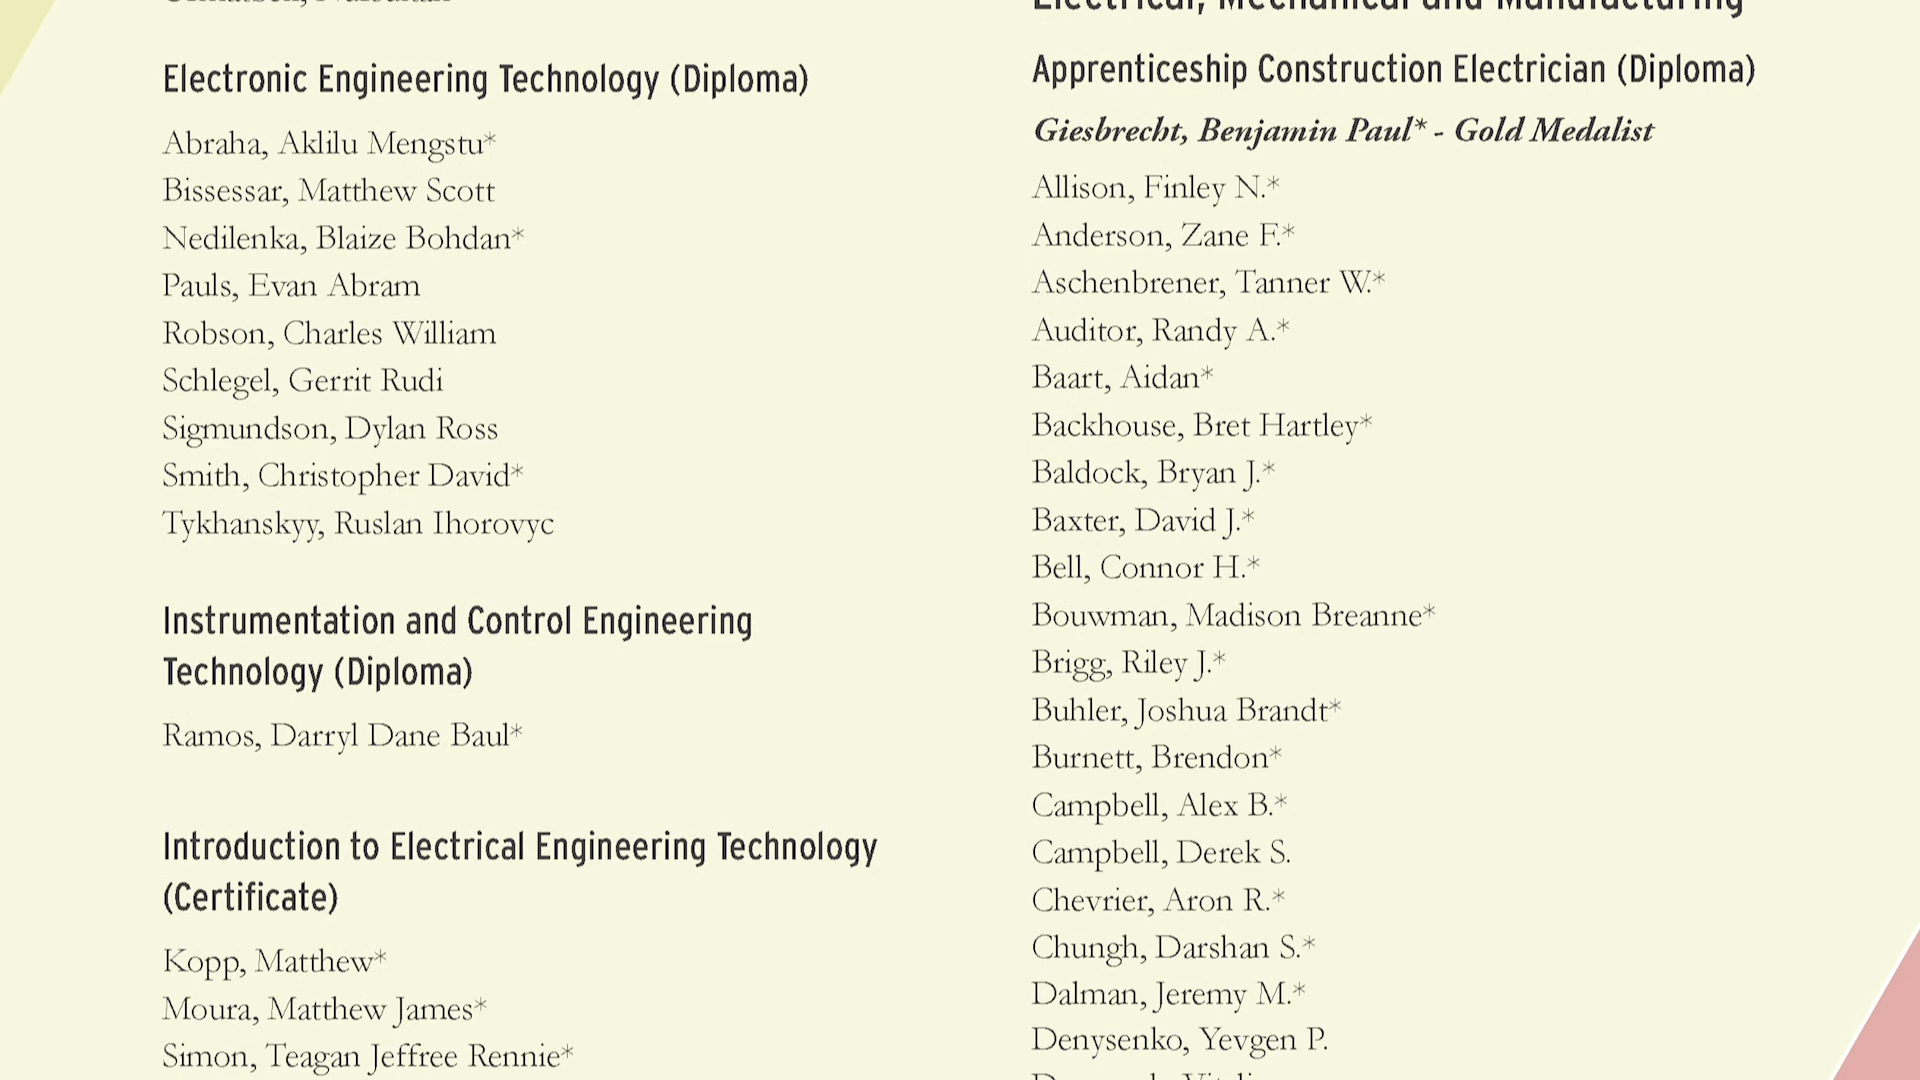 Electronic Engineering Technology (Diploma)
Abraha, Aklilu Mengstu*
Bissessar, Matthew Scott
Nedilenka, Blaize Bohdan*
Pauls, Evan Abram
Robson, Charles William
Schlegel, Gerrit Rudi
Sigmundson, Dylan Ross
Smith, Christopher David*
Tykhanskyy, Ruslan Ihorovyc
Instrumentation and Control Engineering
Technology (Diploma)
Ramos, Darryl Dane Baul*
Introduction to Electrical Engineering Technology
(Certificate)
Kopp, Matthew*
Moura, Matthew James*
Simon, Teagan Jeffree Rennie*
Electrical, Mechanical and Manufacturing
Apprenticeship Construction Electrician (Diploma)
Giesbrecht, Benjamin Paul* - Gold Medalist
Allison, Finley N.*
Anderson, Zane F.*
Aschenbrener, Tanner W.*
Auditor, Randy A.*
Baart, Aidan*
Backhouse, Bret Hartley*
Baldock, Bryan J.*
Baxter, David J.*
Bell, Connor H.*
Bouwman, Madison Breanne*
Brigg, Riley J.*
Buhler, Joshua Brandt*
Burnett, Brendon*
Campbell, Alex B.*
Campbell, Derek S.
Chevrier, Aron R.*
Chungh, Darshan S.*
Dalman, Jeremy M.*
Denysenko, Yevgen P.